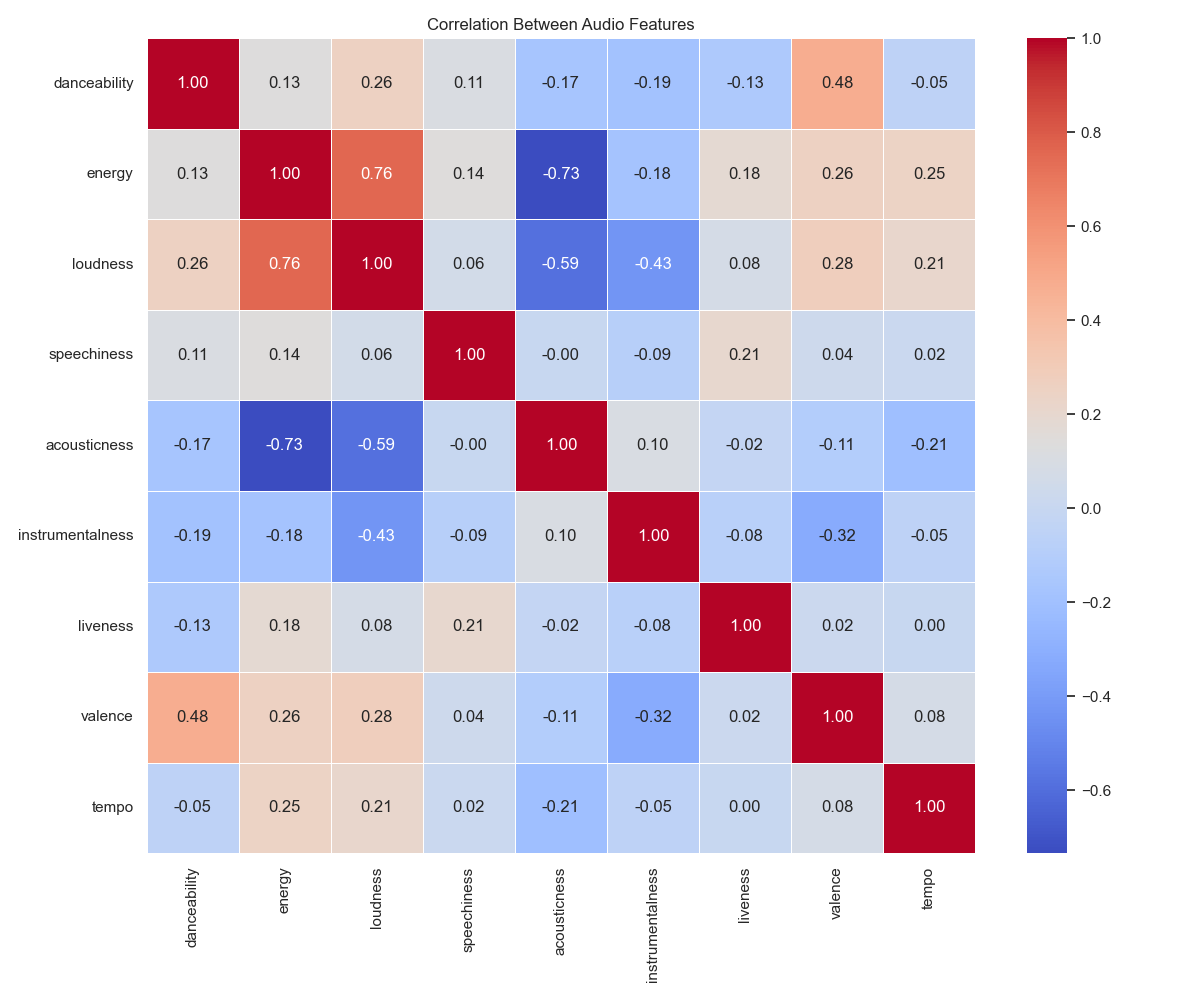 Correlation Between Audio Features
danceability 1.00 0.13 0.26 0.11 -0.17 -0.19 -0.13 0.48 -0.05
energy 0.13 1.00 0.76 0.14 -0.73 -0.18 0.18 0.26 0.25
loudness 0.26 0.76 1.00 0.06 -0.59 -0.43 0.08 0.28 0.21
speechiness 0.11 0.14 0.06 1.00 -0.00 -0.09 0.21 0.04 0.02
acousticness -0.17 -0.73 -0.59 -0.00 1.00 0.10 -0.02 -0.11 -0.21
instrumentalness -0.19 -0.18 -0.43 -0.09 0.10 1.00 -0.08 -0.32 -0.05
liveness -0.13 0.18 0.08 0.21 -0.02 -0.08 1.00 0.02 0.00
valence 0.48 0.26 0.28 0.04 -0.11 -0.32 0.02 1.00 0.08
tempo -0.05 0.25 0.21 0.02 -0.21 -0.05 0.00 0.08 1.00
danceability
energy
loudness
speechiness
acousticness
instrumentalness
liveness
valence
tempo
1.0
0.8
0.6
0.4
0.2
0.0
−0.2
−0.4
−0.6